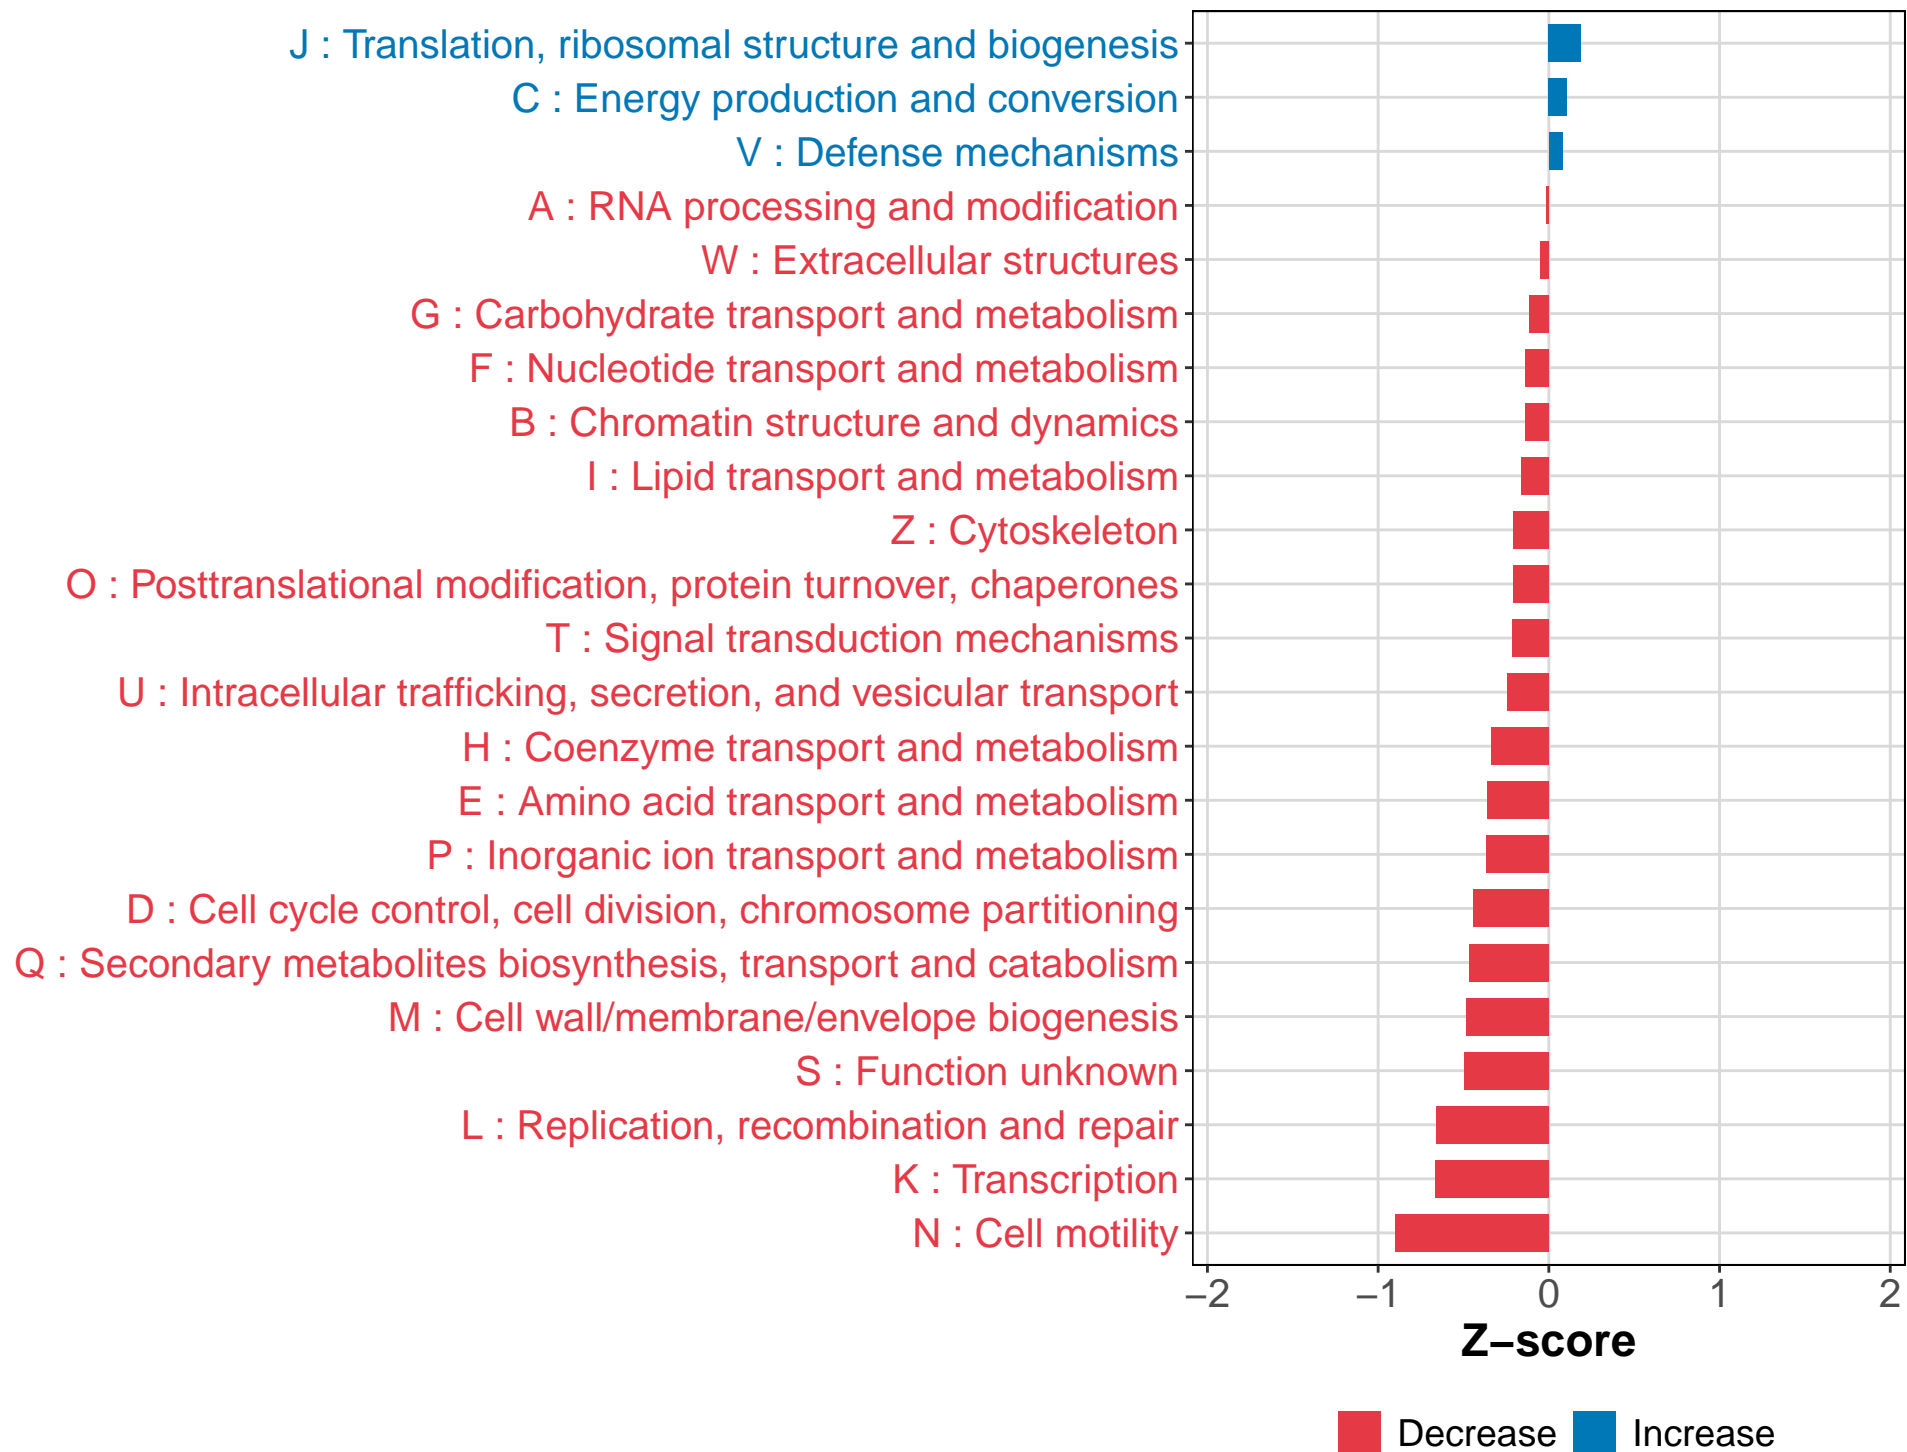 J : Translation, ribosomal structure and biogenesis
C : Energy production and conversion
V : Defense mechanisms
A : RNA processing and modification
W : Extracellular structures
G : Carbohydrate transport and metabolism
F : Nucleotide transport and metabolism
B : Chromatin structure and dynamics
I : Lipid transport and metabolism
Z : Cytoskeleton
O : Posttranslational modification, protein turnover, chaperones
T : Signal transduction mechanisms
U : Intracellular trafficking, secretion, and vesicular transport
H : Coenzyme transport and metabolism
E : Amino acid transport and metabolism
P : Inorganic ion transport and metabolism
D : Cell cycle control, cell division, chromosome partitioning
Q : Secondary metabolites biosynthesis, transport and catabolism
M : Cell wall/membrane/envelope biogenesis
S : Function unknown
L : Replication, recombination and repair
K : Transcription
N : Cell motility
−2 −1 0 1 2
Z−score
Decrease Increase